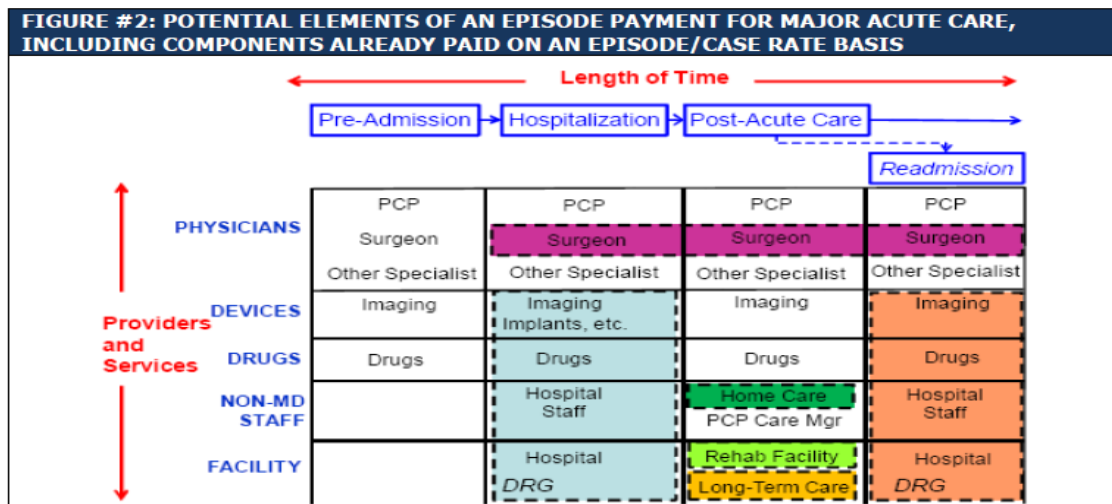 FIGURE #2: POTENTIAL ELEMENTS OF AN EPISODE PAYMENT FOR MAJOR ACUTE CARE,
INCLUDING COMPONENTS ALREADY PAID ON AN EPISODE/CASE RATE BASIS
Length of Time
Pre-Admission Hospitalization Post-Acute Care
Readmission
Providers
and
Services
PHYSICIANS
PCP PCP PCP PCP
Surgeon Surgeon Surgeon Surgeon
Other Specialist Other Specialist Other Specialist Other Specialist
DEVICES
Imaging Imaging Imaging Imaging
Implants, etc.
DRUGS
Drugs Drugs Drugs Drugs
NON-MD
STAFF
Hospital
Staff
Home Care
PCP Care Mgr
Hospital
Staff
FACILITY
Hospital
DRG
Rehab Facility
Long-Term Care
Hospital
DRG